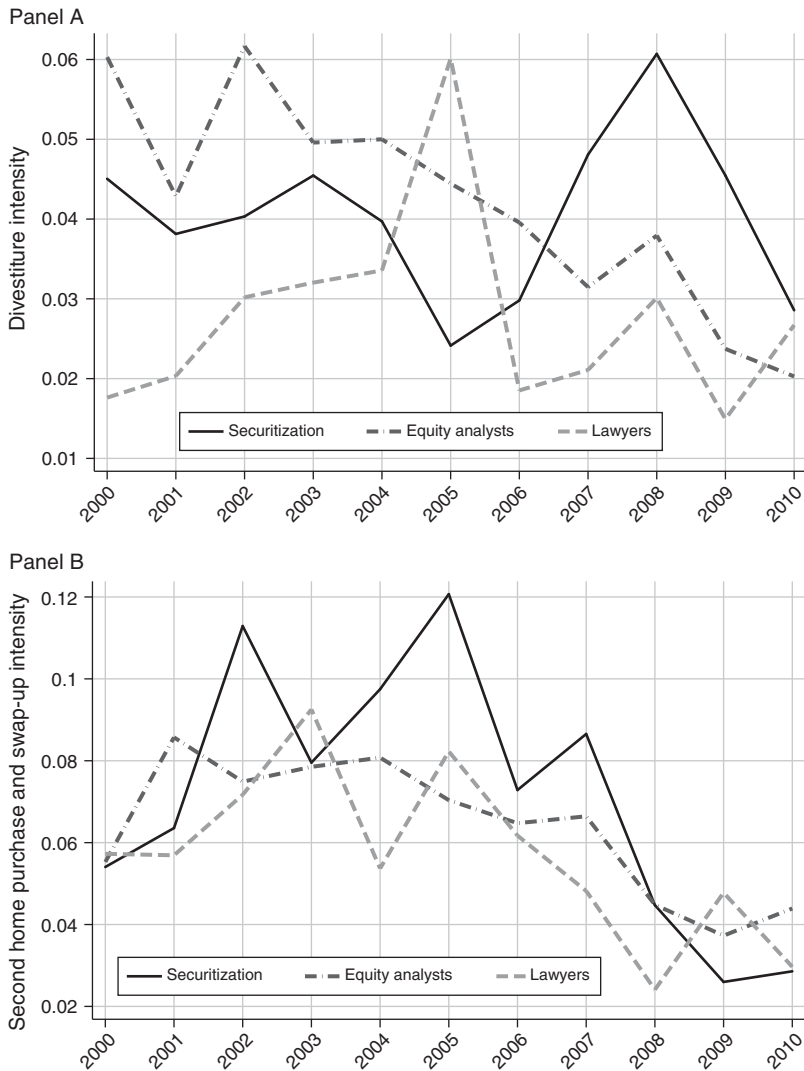 Panel A
Divestiture intensity
0.06
0.05
0.04
0.03
0.02
0.01
Securitization Equity analysts Lawyers
2000 2001 2002 2003 2004 2005 2006 2007 2008 2009 2010
Panel B
Second home purchase and swap-up intensity
0.12
0.1
0.08
0.06
0.04
0.02
Securitization Equity analysts Lawyers
2000 2001 2002 2003 2004 2005 2006 2007 2008 2009 2010